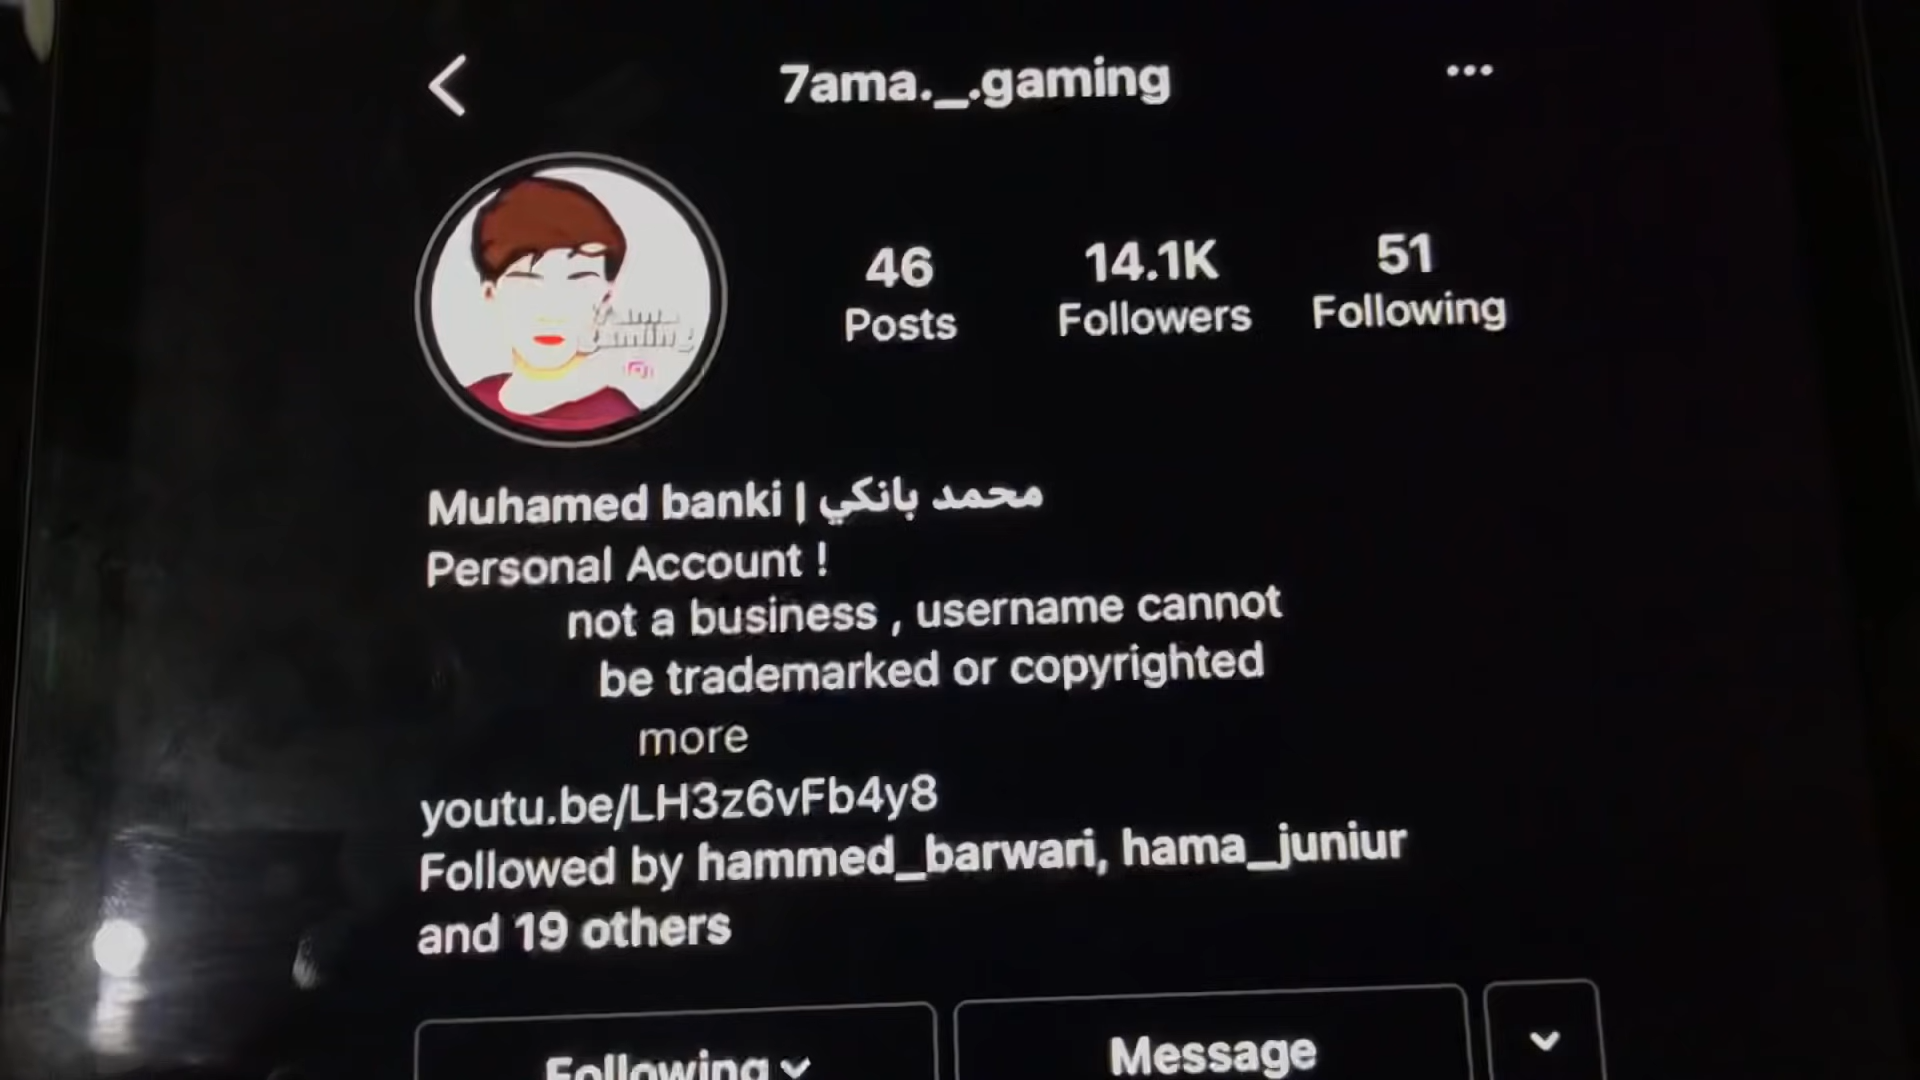 7ama._.gaming
46
Posts
14.1K
Followers
51
Following
Muhamed banki | محمد بانكي
Personal Account !
not a business , username cannot
be trademarked or copyrighted
more
youtu.be/LH3z6vFb4y8
Followed by hammed_barwari, hama_juniur
and 19 others
Following
Message